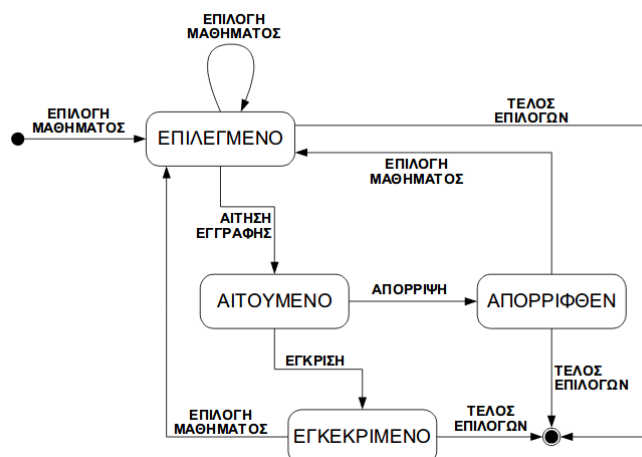 ΕΠΙΛΟΓΗ
ΜΑΘΗΜΑΤΟΣ
ΕΠΙΛΟΓΗ
ΜΑΘΗΜΑΤΟΣ
ΕΠΙΛΕΓΜΕΝΟ
ΤΕΛΟΣ
ΕΠΙΛΟΓΩΝ
ΕΠΙΛΟΓΗ
ΜΑΘΗΜΑΤΟΣ
ΑΙΤΗΣΗ
ΕΓΓΡΑΦΗΣ
ΑΙΤΟΥΜΕΝΟ
ΑΠΟΡΡΙΨΗ
ΑΠΟΡΡΙΦΘΕΝ
ΕΓΚΡΙΣΗ
ΤΕΛΟΣ
ΕΠΙΛΟΓΩΝ
ΕΠΙΛΟΓΗ
ΜΑΘΗΜΑΤΟΣ
ΕΓΚΕΚΡΙΜΕΝΟ
ΤΕΛΟΣ
ΕΠΙΛΟΓΩΝ